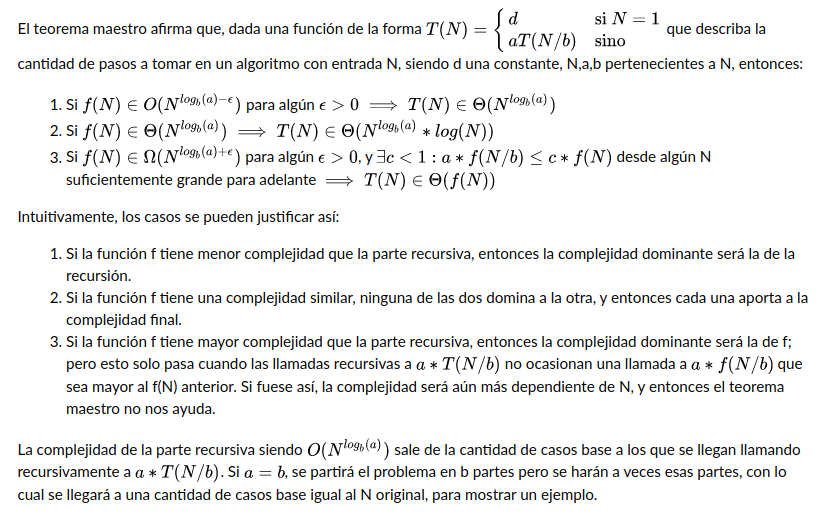 El teorema maestro afirma que, dada una función de la forma $T(N) = \begin{cases} d & \text{si } N = 1 \\ aT(N/b) & \text{sino} \end{cases}$ que describa la
cantidad de pasos a tomar en un algoritmo con entrada N, siendo d una constante, N,a,b pertenecientes a N, entonces:
1. Si $f(N) \in O(N^{log_b(a)-\epsilon})$ para algún $\epsilon > 0 \implies T(N) \in \Theta(N^{log_b(a)})$
2. Si $f(N) \in \Theta(N^{log_b(a)}) \implies T(N) \in \Theta(N^{log_b(a)} * log(N))$
3. Si $f(N) \in \Omega(N^{log_b(a)+\epsilon})$ para algún $\epsilon > 0$, y $\exists c < 1 : a * f(N/b) \leq c * f(N)$ desde algún N
suficientemente grande para adelante $\implies T(N) \in \Theta(f(N))$
Intuitivamente, los casos se pueden justificar así:
1. Si la función f tiene menor complejidad que la parte recursiva, entonces la complejidad dominante será la de la
recursión.
2. Si la función f tiene una complejidad similar, ninguna de las dos domina a la otra, y entonces cada una aporta a la
complejidad final.
3. Si la función f tiene mayor complejidad que la parte recursiva, entonces la complejidad dominante será la de f;
pero esto solo pasa cuando las llamadas recursivas a $a * T(N/b)$ no ocasionan una llamada a $a * f(N/b)$ que
sea mayor al f(N) anterior. Si fuese así, la complejidad será aún más dependiente de N, y entonces el teorema
maestro no nos ayuda.
La complejidad de la parte recursiva siendo $O(N^{log_b(a)})$ sale de la cantidad de casos base a los que se llegan llamando
recursivamente a $a * T(N/b)$. Si $a = b$, se partirá el problema en b partes pero se harán a veces esas partes, con lo
cual se llegará a una cantidad de casos base igual al N original, para mostrar un ejemplo.